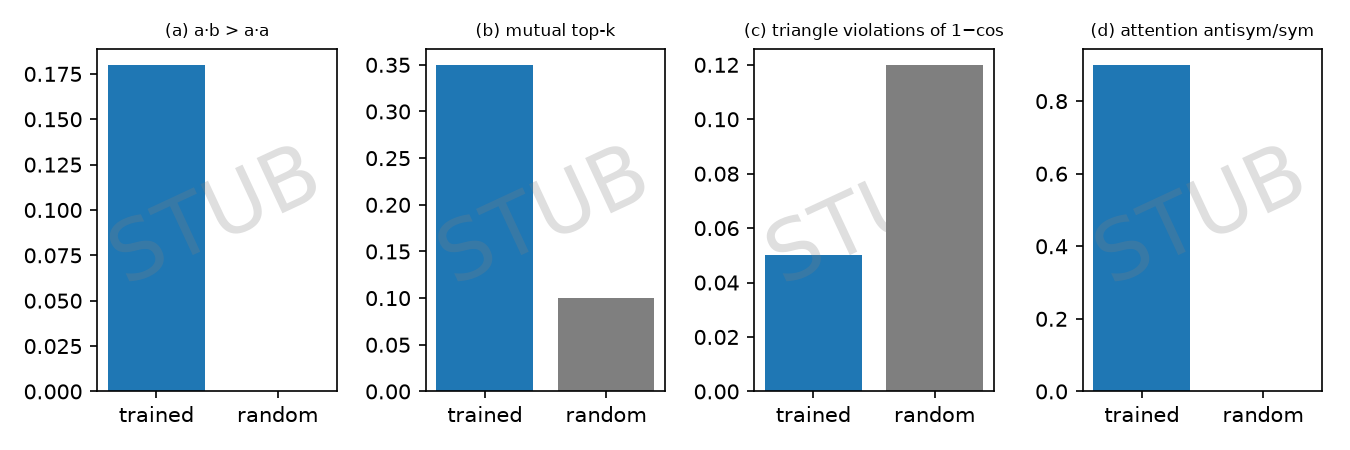 (a) a·b > a·a
0.175
0.150
0.125
0.100
0.075
0.050
0.025
0.000
trained random
STUB
(b) mutual top-k
0.35
0.30
0.25
0.20
0.15
0.10
0.05
0.00
trained random
STUB
(c) triangle violations of 1−cos
0.12
0.10
0.08
0.06
0.04
0.02
0.00
trained random
STU
(d) attention antisym/sym
0.8
0.6
0.4
0.2
0.0
trained random
STUB